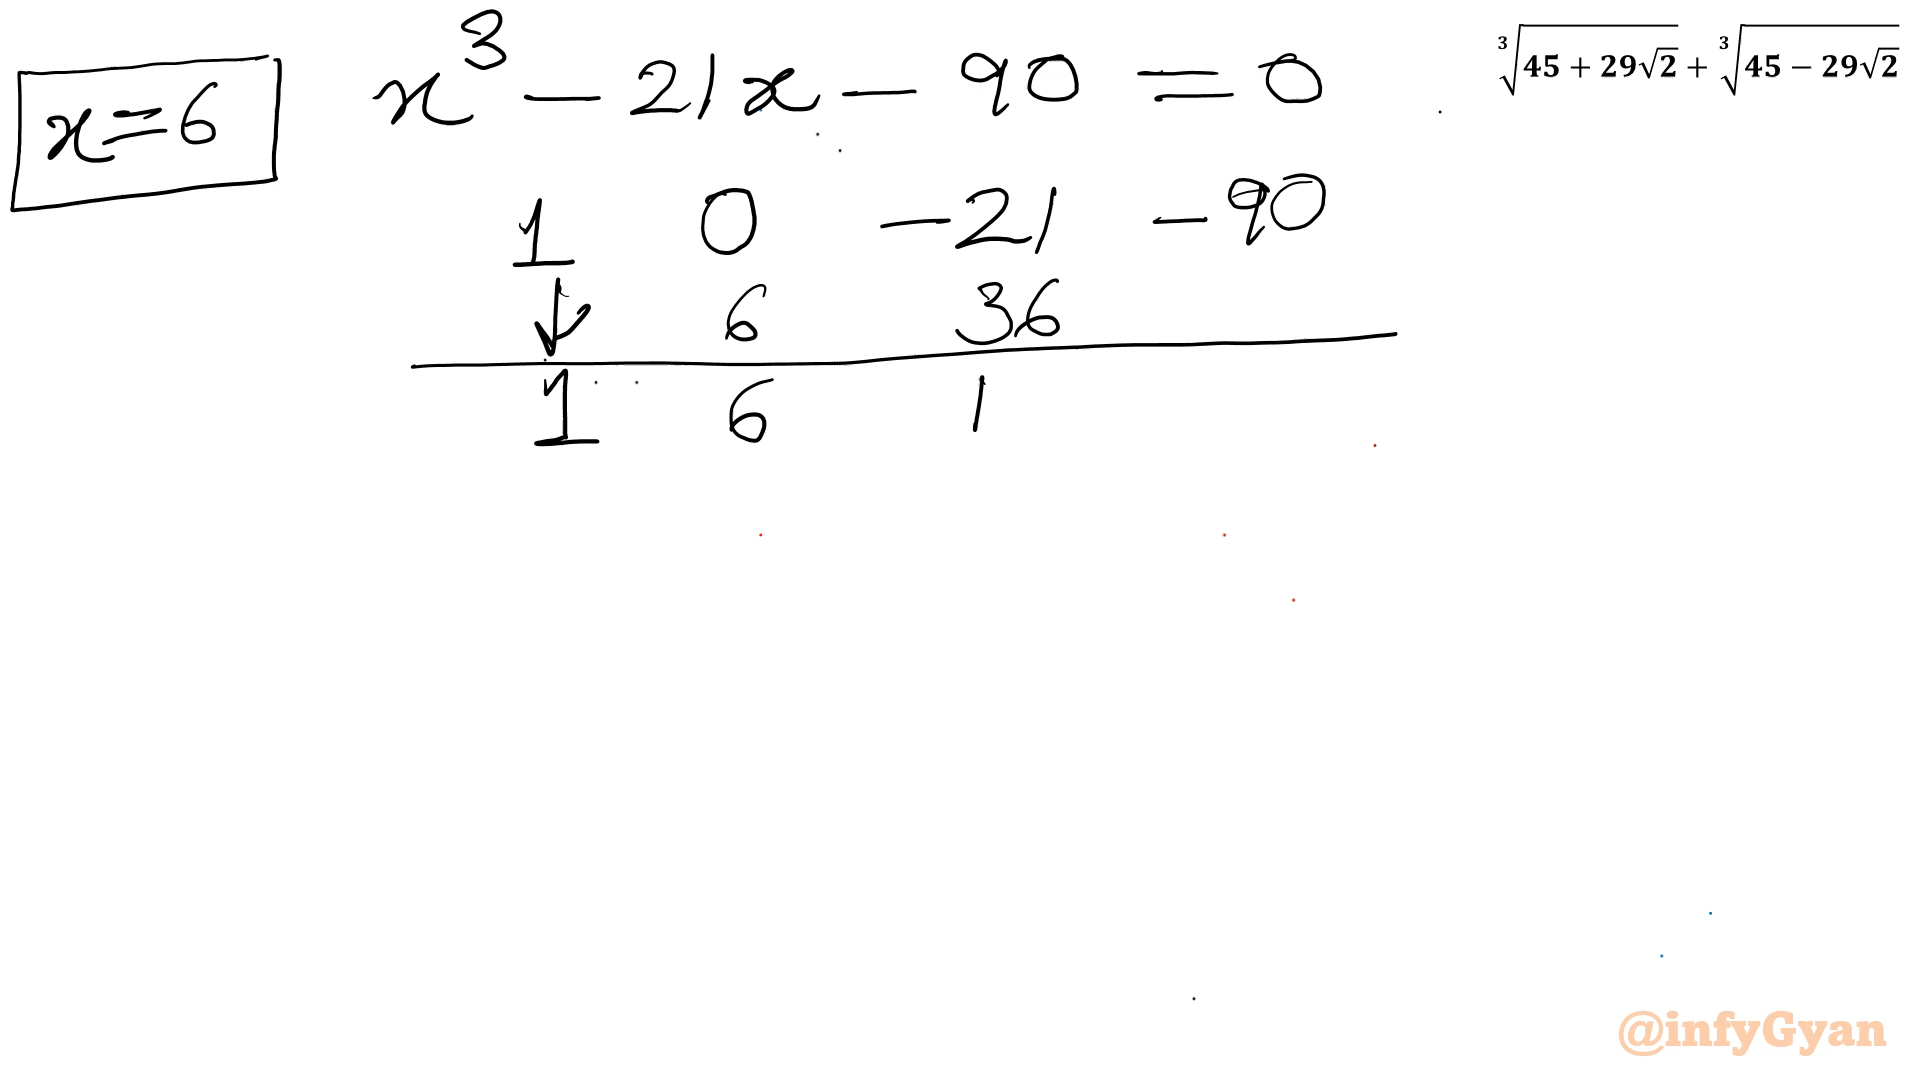 x³ − 21x − 90 = 0
∛(45 + 29√2) + ∛(45 − 29√2)
x = 6
1 0 −21 −90
↓ 6 36
1 6 1
@infyGyan